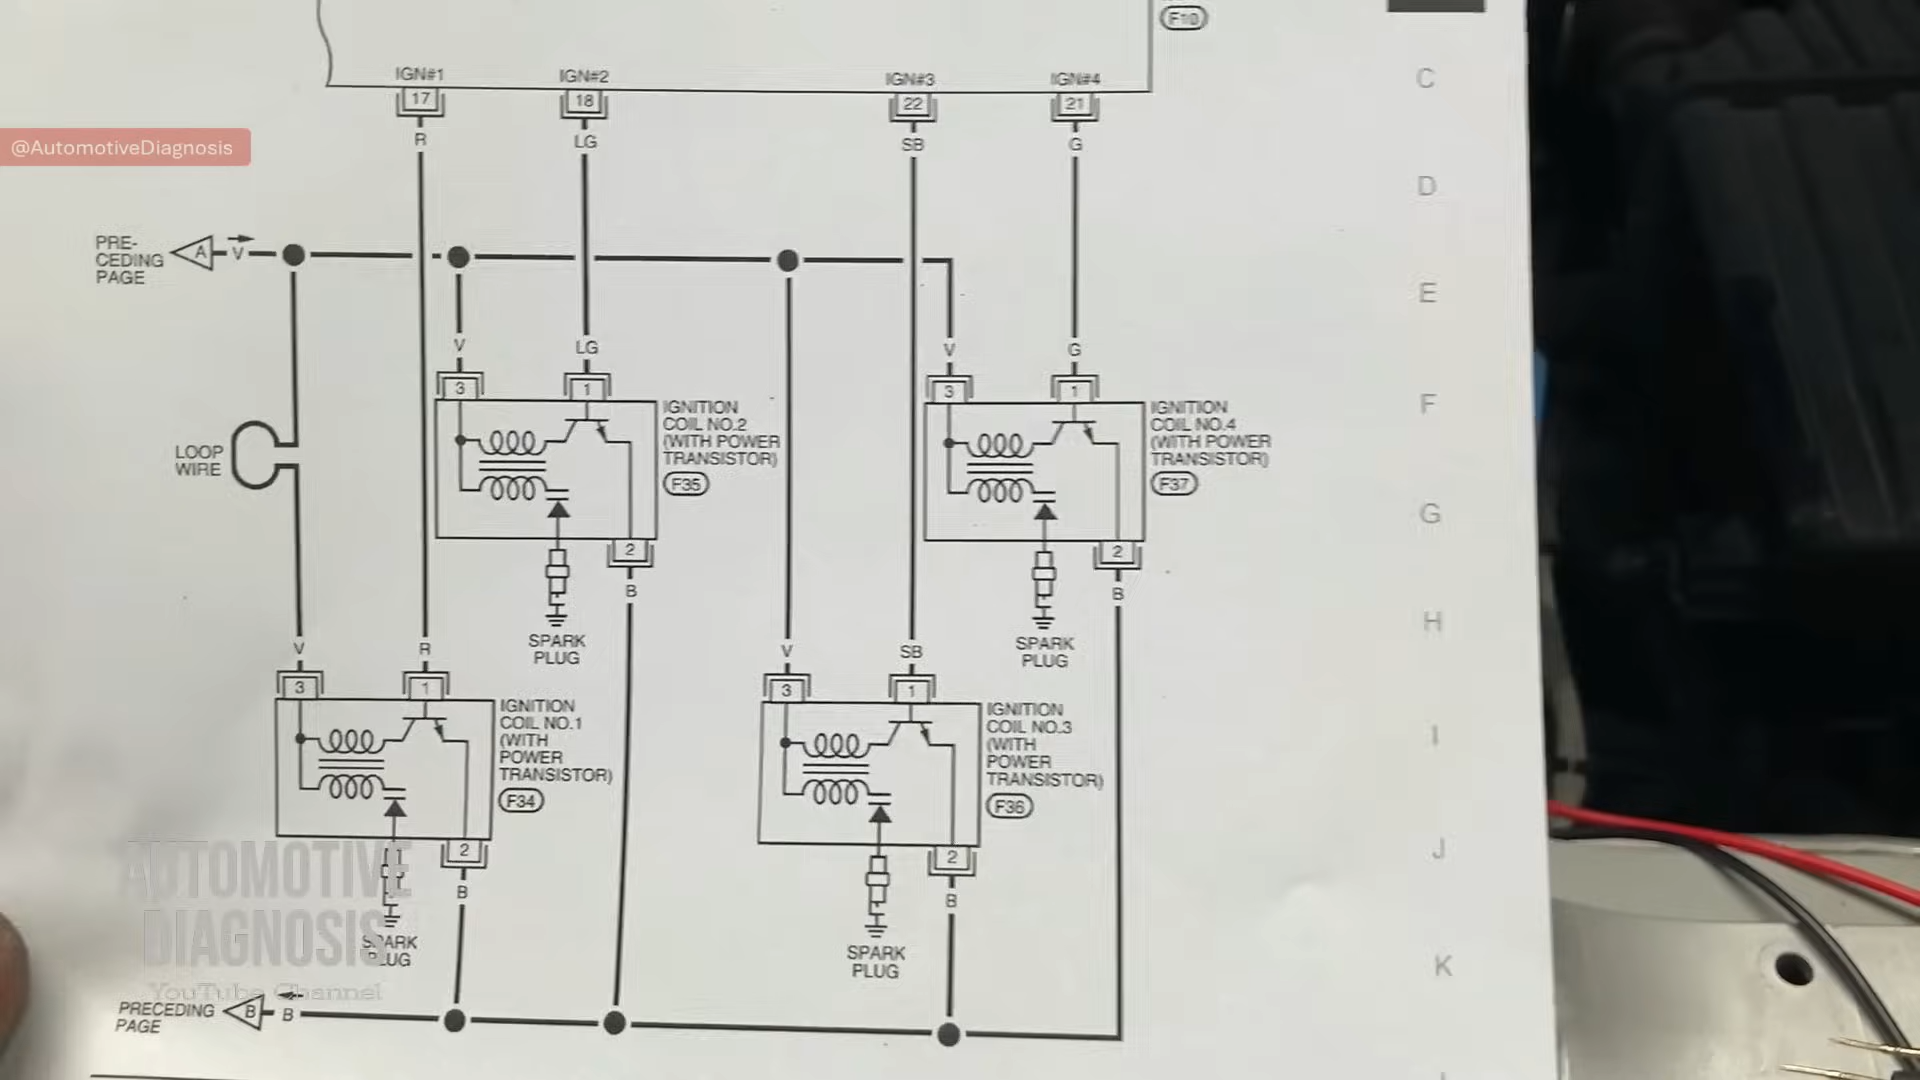 F10
C
IGN#1
IGN#2
IGN#3
IGN#4
17
18
22
21
R
LG
SB
G
@AutomotiveDiagnosis
D
PRE-
CEDING
PAGE
A
V
E
V
LG
V
G
3
1
3
1
F
IGNITION
COIL NO.2
(WITH POWER
TRANSISTOR)
F35
IGNITION
COIL NO.4
(WITH POWER
TRANSISTOR)
F37
LOOP
WIRE
G
2
2
B
B
SPARK
PLUG
SPARK
PLUG
H
V
R
V
SB
3
1
3
1
IGNITION
COIL NO.1
(WITH
POWER
TRANSISTOR)
F34
IGNITION
COIL NO.3
(WITH
POWER
TRANSISTOR)
F36
I
2
2
J
B
B
AUTOMOTIVE
DIAGNOSIS
YouTube Channel
SPARK
PLUG
SPARK
PLUG
K
PRECEDING
PAGE
B
B